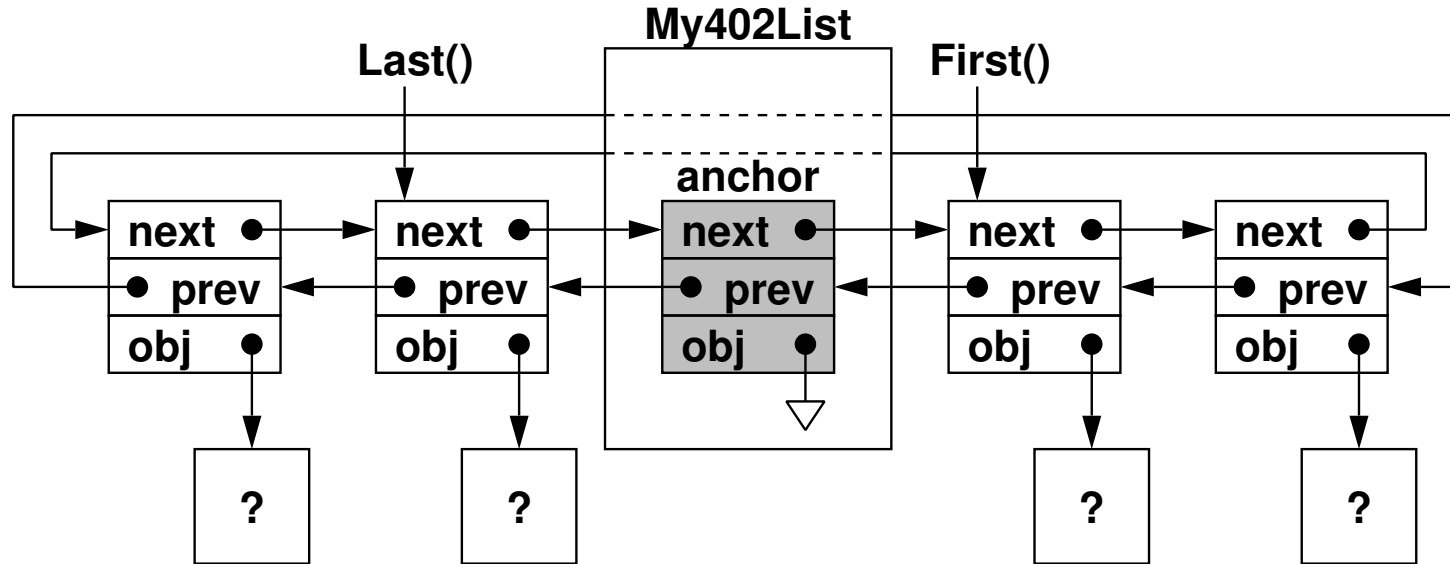 My402List
Last()
First()
anchor
next next next next next
prev prev prev prev prev
obj obj obj obj obj
? ? ? ?